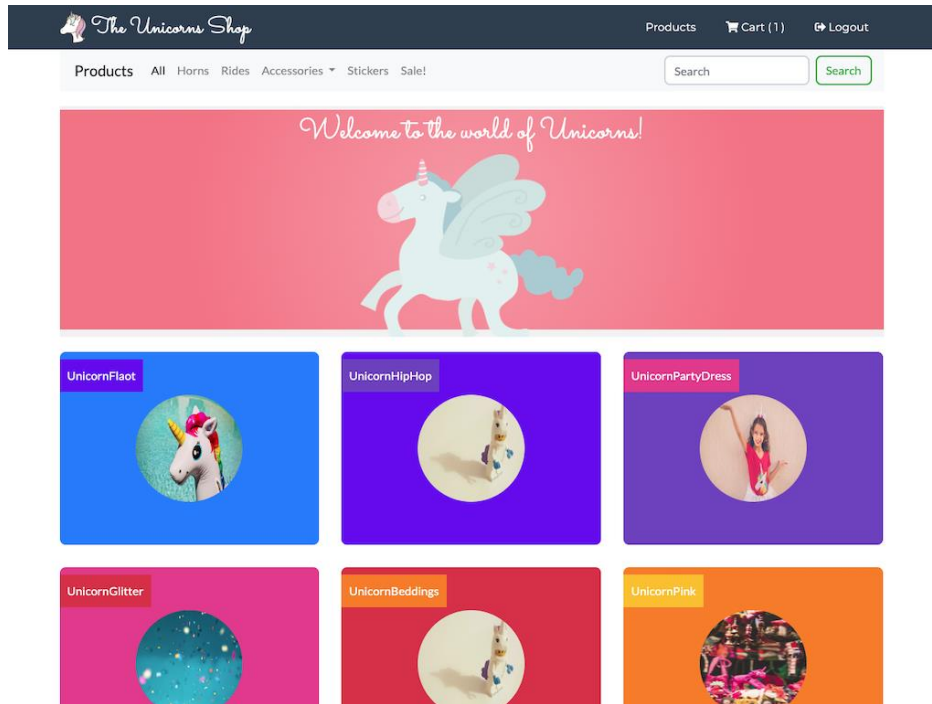 The Unicorns Shop
Products Cart ( 1 ) Logout
Products All Horns Rides Accessories Stickers Sale!
Search Search
Welcome to the world of Unicorns!
UnicornFlaot
UnicornHipHop
UnicornPartyDress
UnicornGlitter
UnicornBeddings
UnicornPink